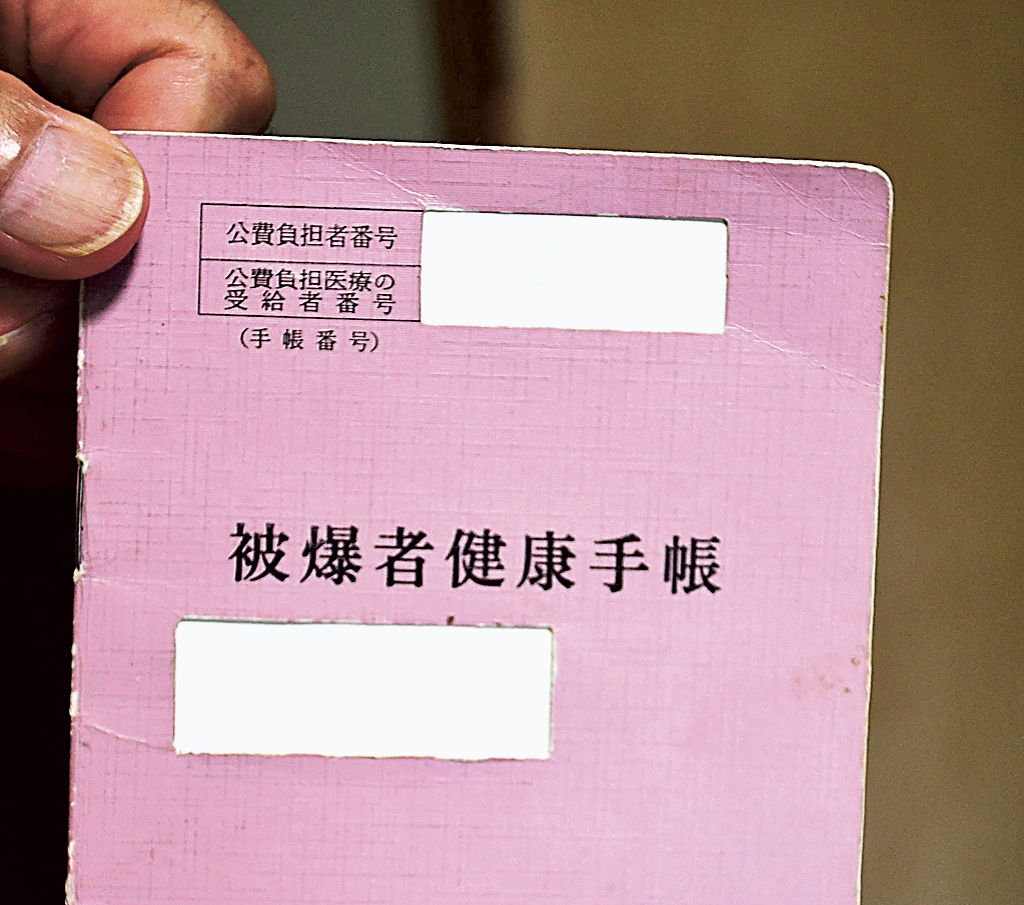 公費負担者番号
公費負担医療の
受給者番号
(手帳番号)
被爆者健康手帳